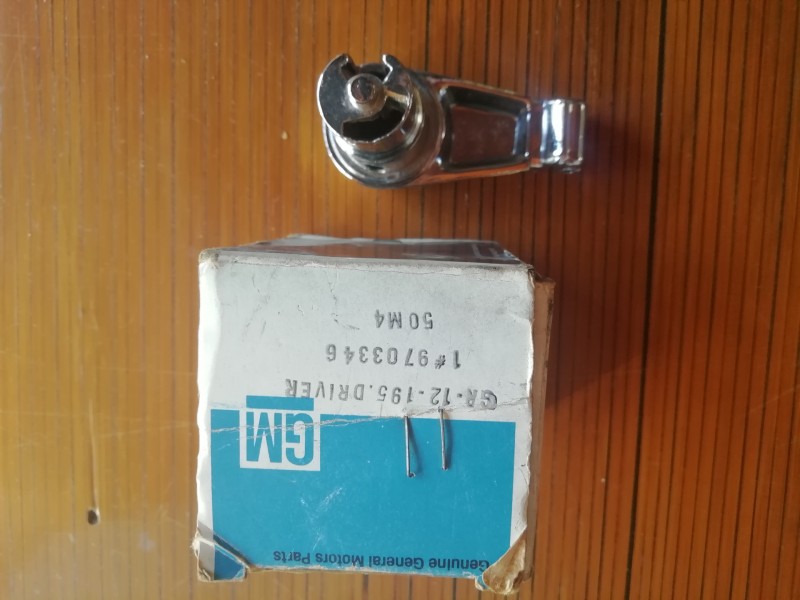 Genuine General Motors Parts
GM
GR-12-195.DRIVER
1#9703346
50M4